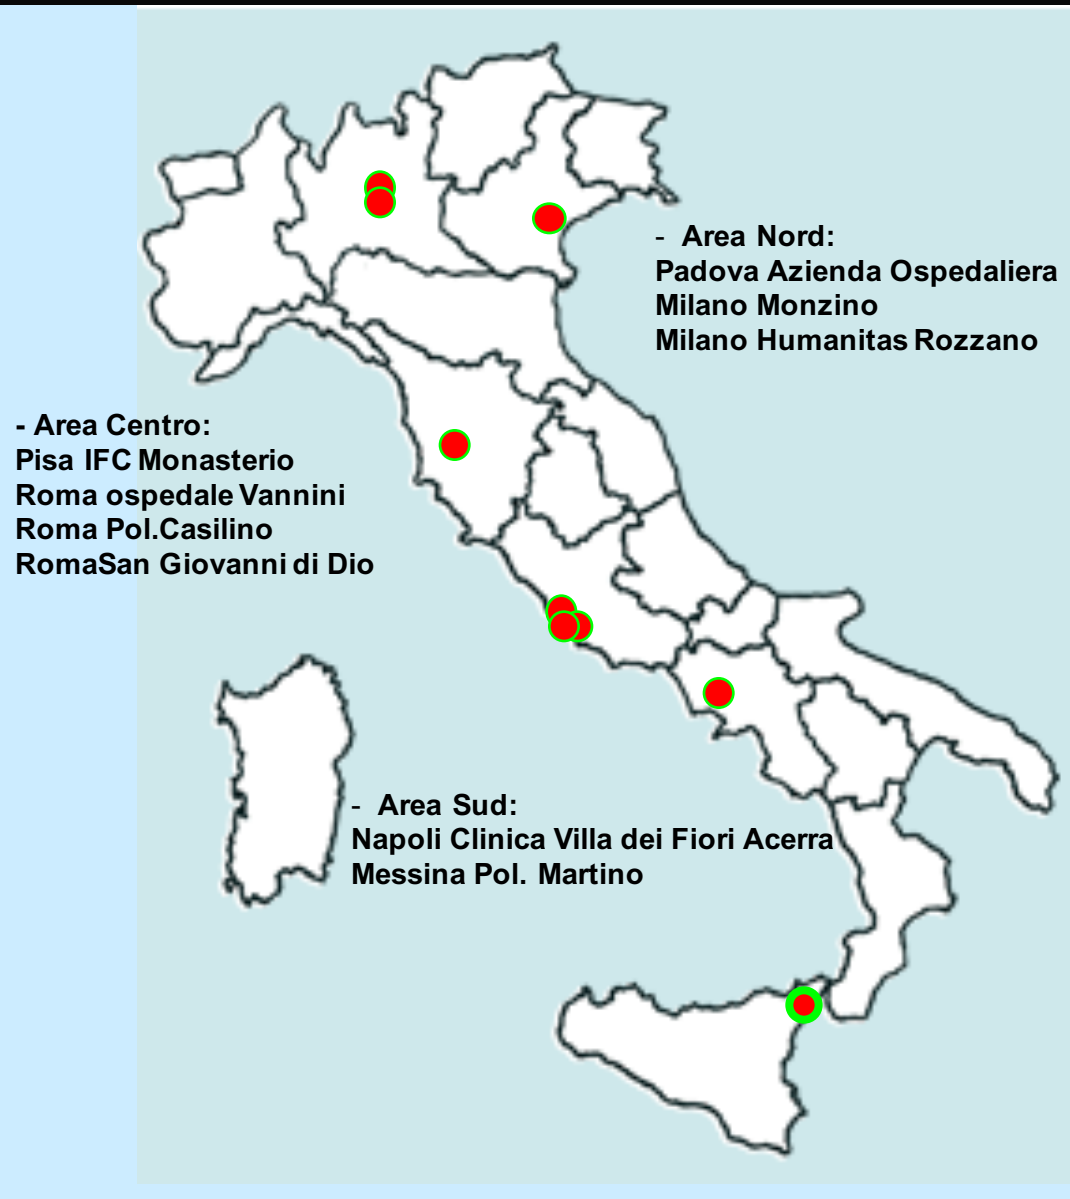 - Area Nord:
Padova Azienda Ospedaliera
Milano Monzino
Milano Humanitas Rozzano
- Area Centro:
Pisa IFC Monasterio
Roma ospedale Vannini
Roma Pol.Casilino
RomaSan Giovanni di Dio
- Area Sud:
Napoli Clinica Villa dei Fiori Acerra
Messina Pol. Martino